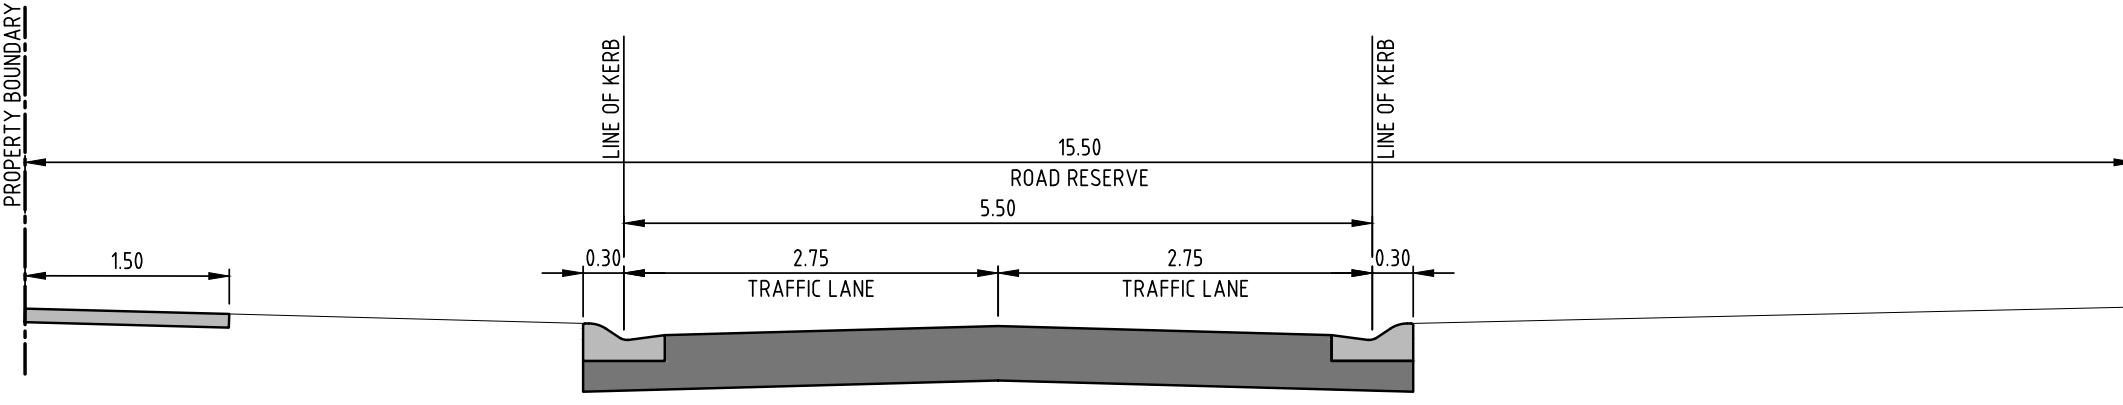 PROPERTY BOUNDARY
LINE OF KERB
LINE OF KERB
15.50
ROAD RESERVE
5.50
1.50
0.30
2.75
2.75
0.30
TRAFFIC LANE
TRAFFIC LANE